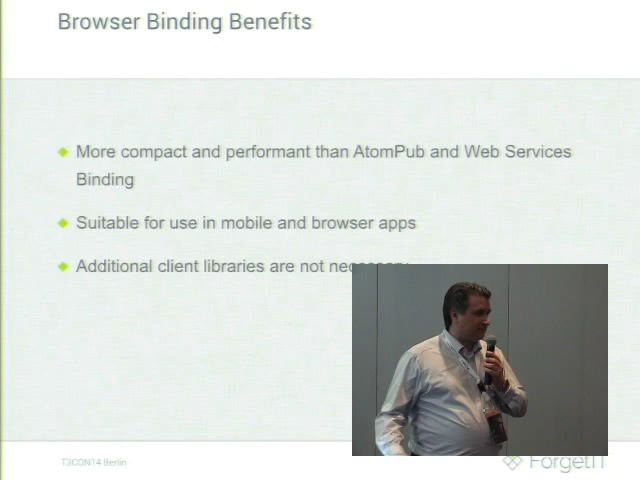 Browser Binding Benefits
More compact and performant than AtomPub and Web Services
Binding
Suitable for use in mobile and browser apps
Additional client libraries are not necessary
T3CON14 Berlin
ForgetIT